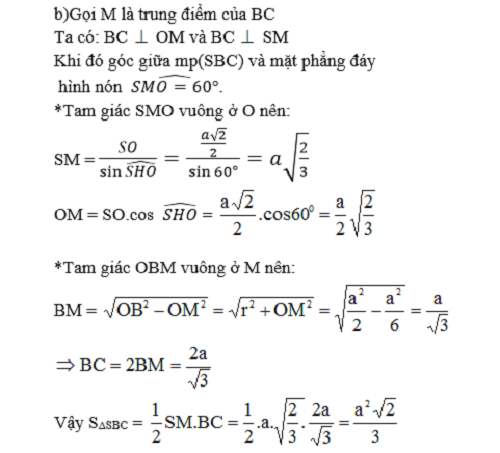 b)Gọi M là trung điểm của BC
Ta có: BC ⊥ OM và BC ⊥ SM
Khi đó góc giữa mp(SBC) và mặt phẳng đáy
hình nón $\widehat{SMO} = 60°$.
*Tam giác SMO vuông ở O nên:
$SM = \frac{SO}{\sin \widehat{SHO}} = \frac{\frac{a\sqrt{2}}{2}}{\sin 60°} = a\sqrt{\frac{2}{3}}$
$OM = SO.\cos \widehat{SHO} = \frac{a\sqrt{2}}{2}.\cos 60^0 = \frac{a}{2}\sqrt{\frac{2}{3}}$
*Tam giác OBM vuông ở M nên:
$BM = \sqrt{OB^2 - OM^2} = \sqrt{r^2 + OM^2} = \sqrt{\frac{a^2}{2} - \frac{a^2}{6}} = \frac{a}{\sqrt{3}}$
$\Rightarrow BC = 2BM = \frac{2a}{\sqrt{3}}$
Vậy $S_{\Delta SBC} = \frac{1}{2}SM.BC = \frac{1}{2}.a.\sqrt{\frac{2}{3}}.\frac{2a}{\sqrt{3}} = \frac{a^2\sqrt{2}}{3}$